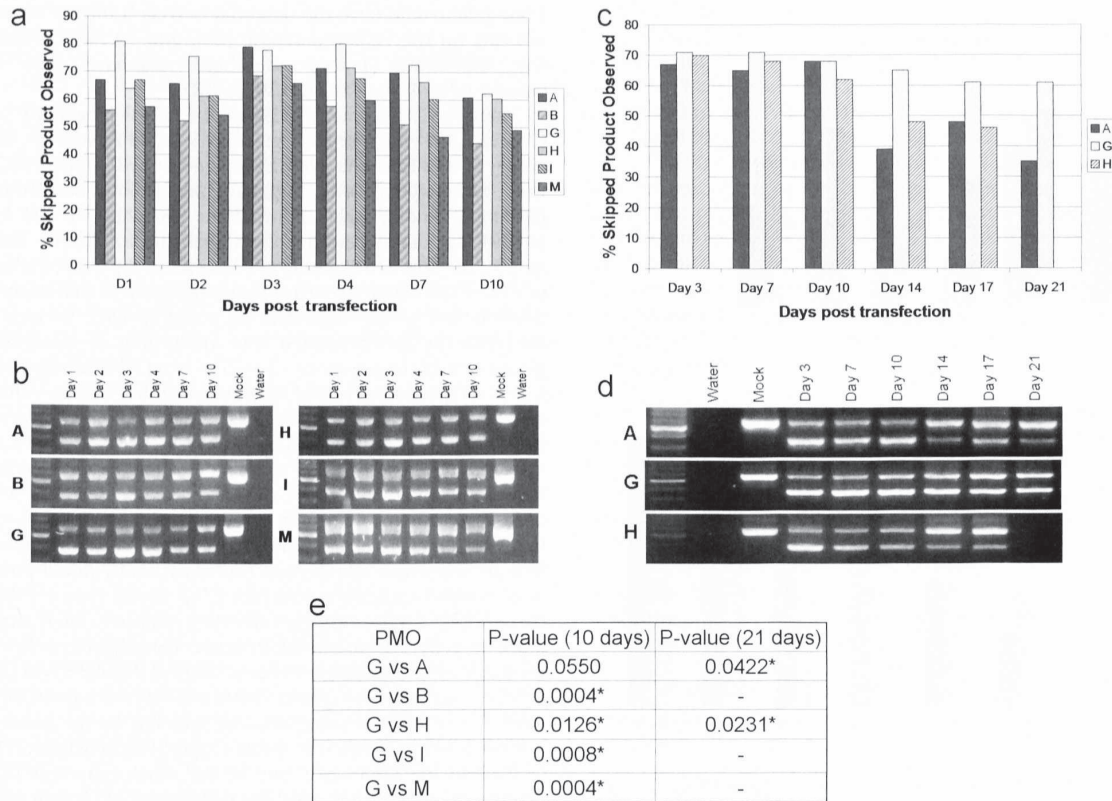 a
90
80
70
60
50
40
30
20
10
0
% Skipped Product Observed
D1 D2 D3 D4 D7 D10
Days post transfection
A
B
G
H
I
M
c
80
70
60
50
40
30
20
10
0
% Skipped Product Observed
Day 3 Day 7 Day 10 Day 14 Day 17 Day 21
Days post transfection
A
G
H
b
Day 1 Day 2 Day 3 Day 4 Day 7 Day 10 Mock Water
A
B
G
Day 1 Day 2 Day 3 Day 4 Day 7 Day 10 Mock Water
H
I
M
d
Water Mock Day 3 Day 7 Day 10 Day 14 Day 17 Day 21
A
G
H
e
PMO P-value (10 days) P-value (21 days)
G vs A 0.0550 0.0422*
G vs B 0.0004* -
G vs H 0.0126* 0.0231*
G vs I 0.0008* -
G vs M 0.0004* -